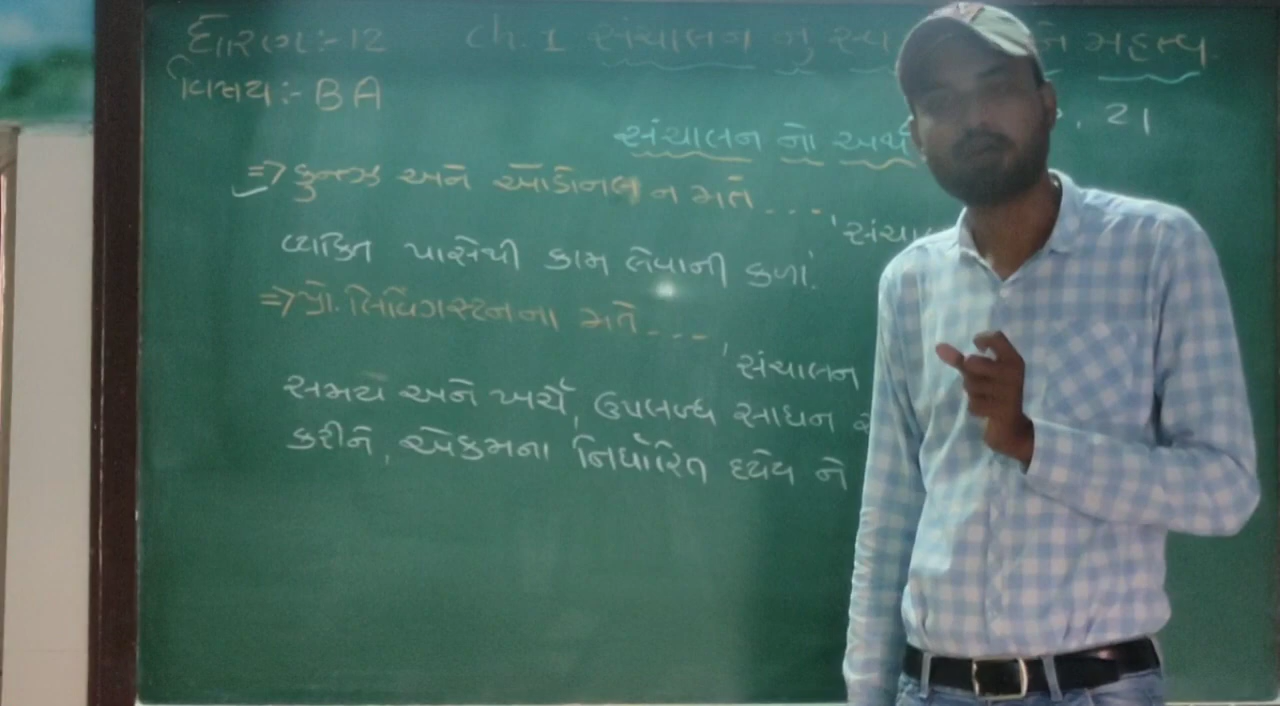 ધોરણ:-12 ch.1 સંચાલન નું સ્વ મહત્વ.
વિષય:- BA
, 21
સંચાલન નો અર્થ
=> કુન્ત્ઝ અને ઓડોનલ ના મતે ....
'સંચાલ
વ્યકિત પાસેથી કામ લેવાની કળા'.
=> પ્રો. લિવિંગસ્ટનના મતે ....
'સંચાલન
સમય અને ખર્ચે, ઉપલબ્ધ સાધન
કરીને, એકમના નિર્ધારિત ધ્યેય ને